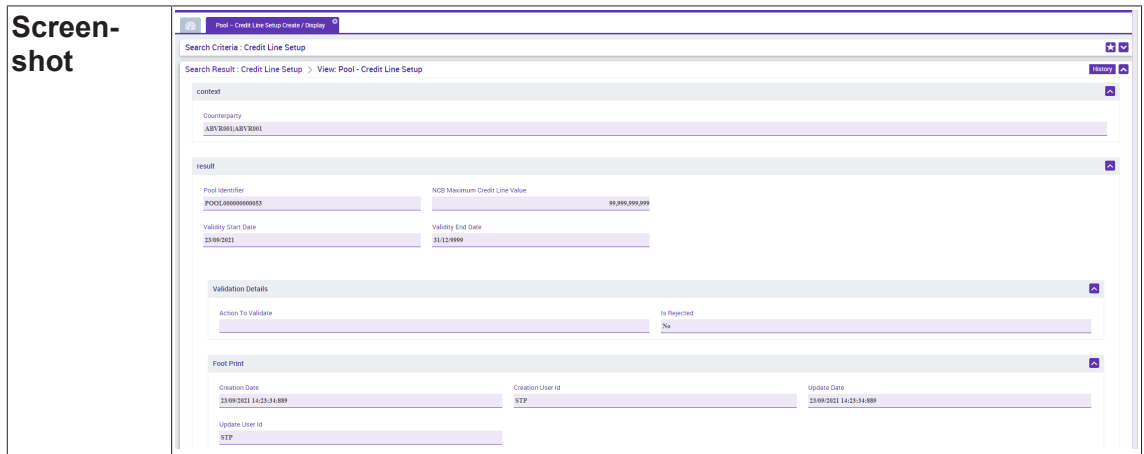 Screen-
shot
Pool – Credit Line Setup Create / Display
Search Criteria : Credit Line Setup
Search Result : Credit Line Setup > View: Pool - Credit Line Setup History
context
Counterparty
ABVR001|ABVR001
result
Pool Identifier NCB Maximum Credit Line Value
POOL000000000053 99,999,999,999
Validity Start Date Validity End Date
23/09/2021 31/12/9999
Validation Details
Action To Validate Is Rejected
No
Foot Print
Creation Date Creation User Id Update Date
23/09/2021 14:23:34:889 STP 23/09/2021 14:23:34:889
Update User Id
STP